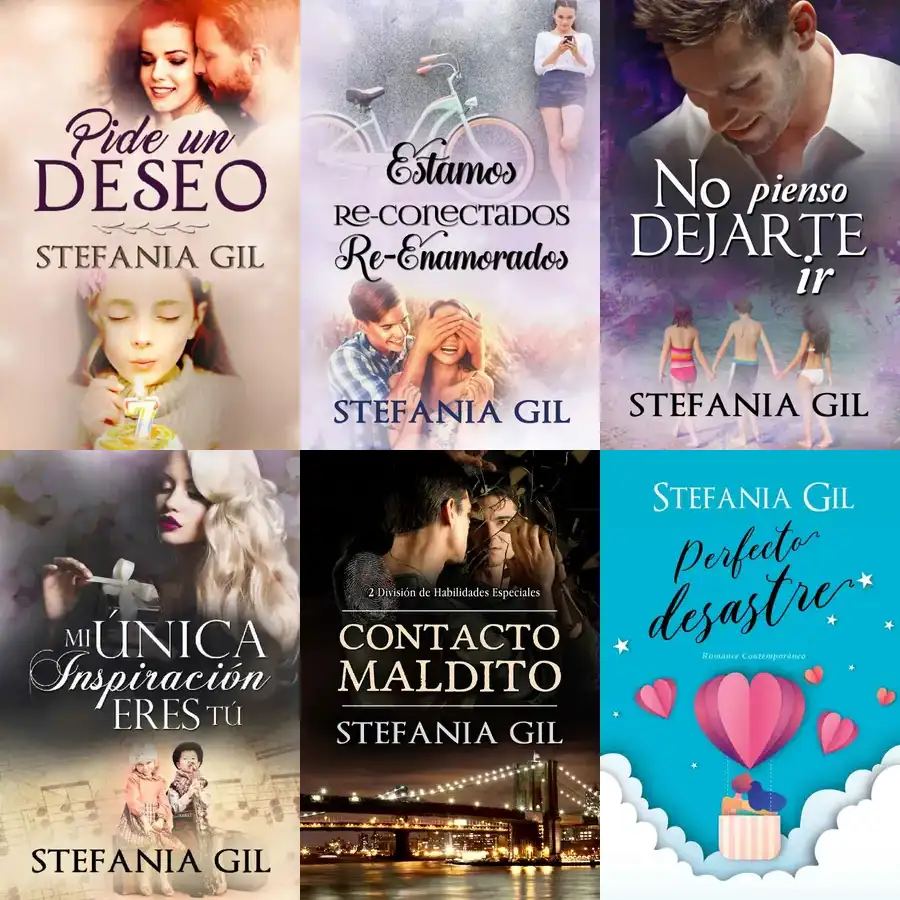 Pide un
DESEO
STEFANIA GIL
7
Estamos
Re-conectados
Re-Enamorados
STEFANIA GIL
No pienso
DEJARTE
ir
STEFANIA GIL
MI ÚNICA
Inspiración
ERES TÚ
STEFANIA GIL
2 División de Habilidades Especiales
CONTACTO
MALDITO
STEFANIA GIL
STEFANIA GIL
Perfecto
desastre
Romance Contemporáneo